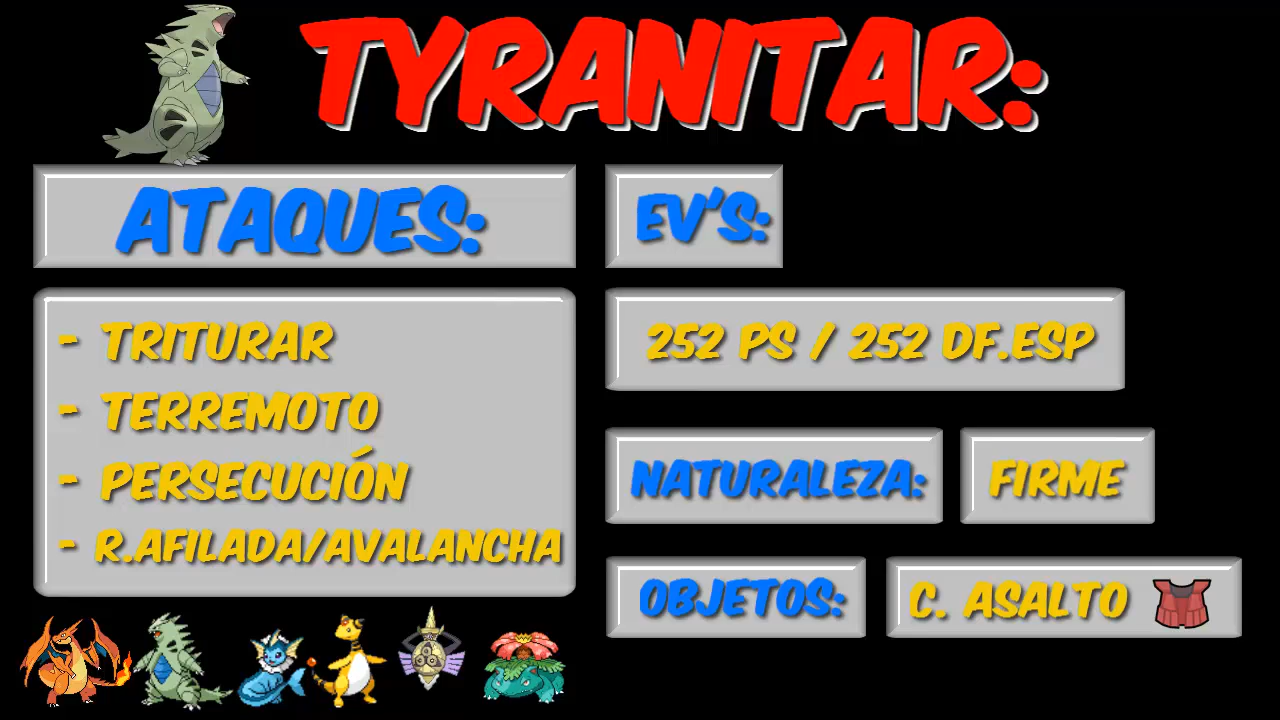 TYRANITAR:
ATAQUES:
- TRITURAR
- TERREMOTO
- PERSECUCIÓN
- R.AFILADA/AVALANCHA
EV'S:
252 PS / 252 DF.ESP
NATURALEZA: FIRME
OBJETOS: C. ASALTO